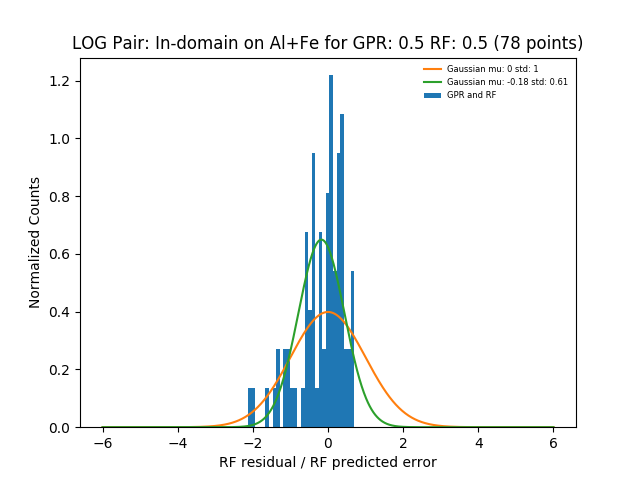 LOG Pair: In-domain on Al+Fe for GPR: 0.5 RF: 0.5 (78 points)
Gaussian mu: 0 std: 1
Gaussian mu: -0.18 std: 0.61
GPR and RF
Normalized Counts
1.2
1.0
0.8
0.6
0.4
0.2
0.0
−6 −4 −2 0 2 4 6
RF residual / RF predicted error